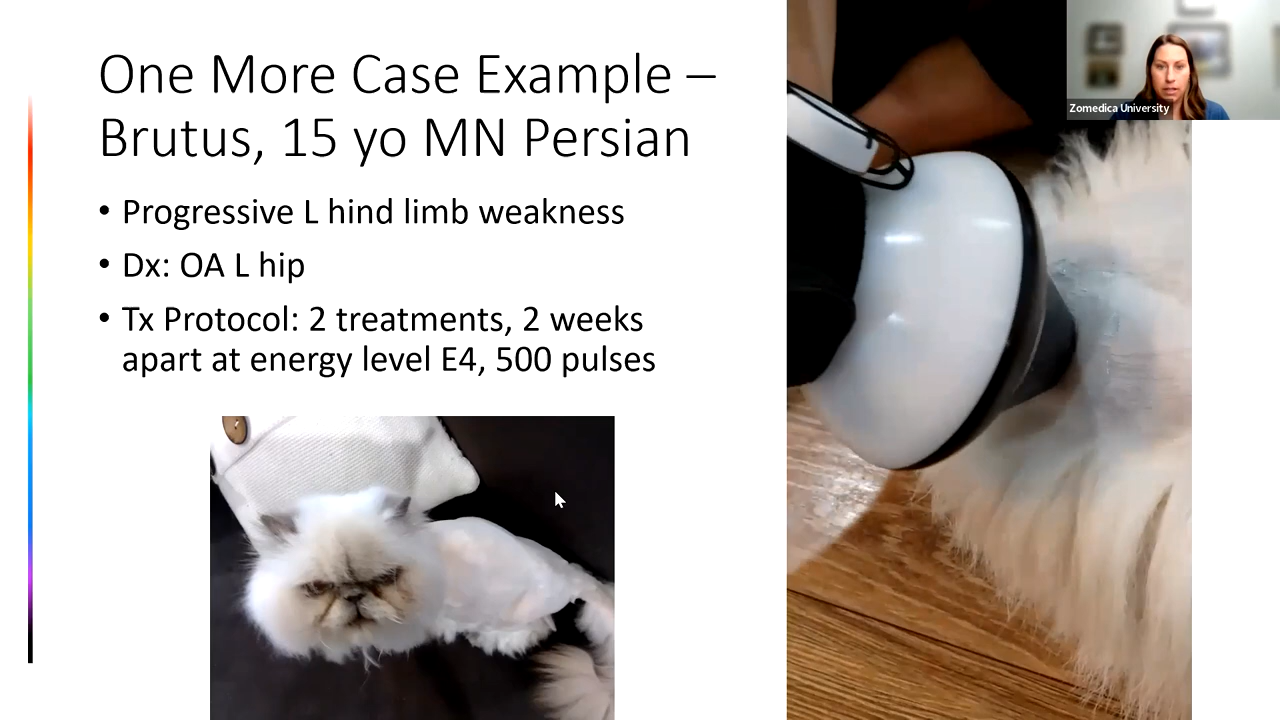 One More Case Example –
Brutus, 15 yo MN Persian
• Progressive L hind limb weakness
• Dx: OA L hip
• Tx Protocol: 2 treatments, 2 weeks
apart at energy level E4, 500 pulses
Zomedica University